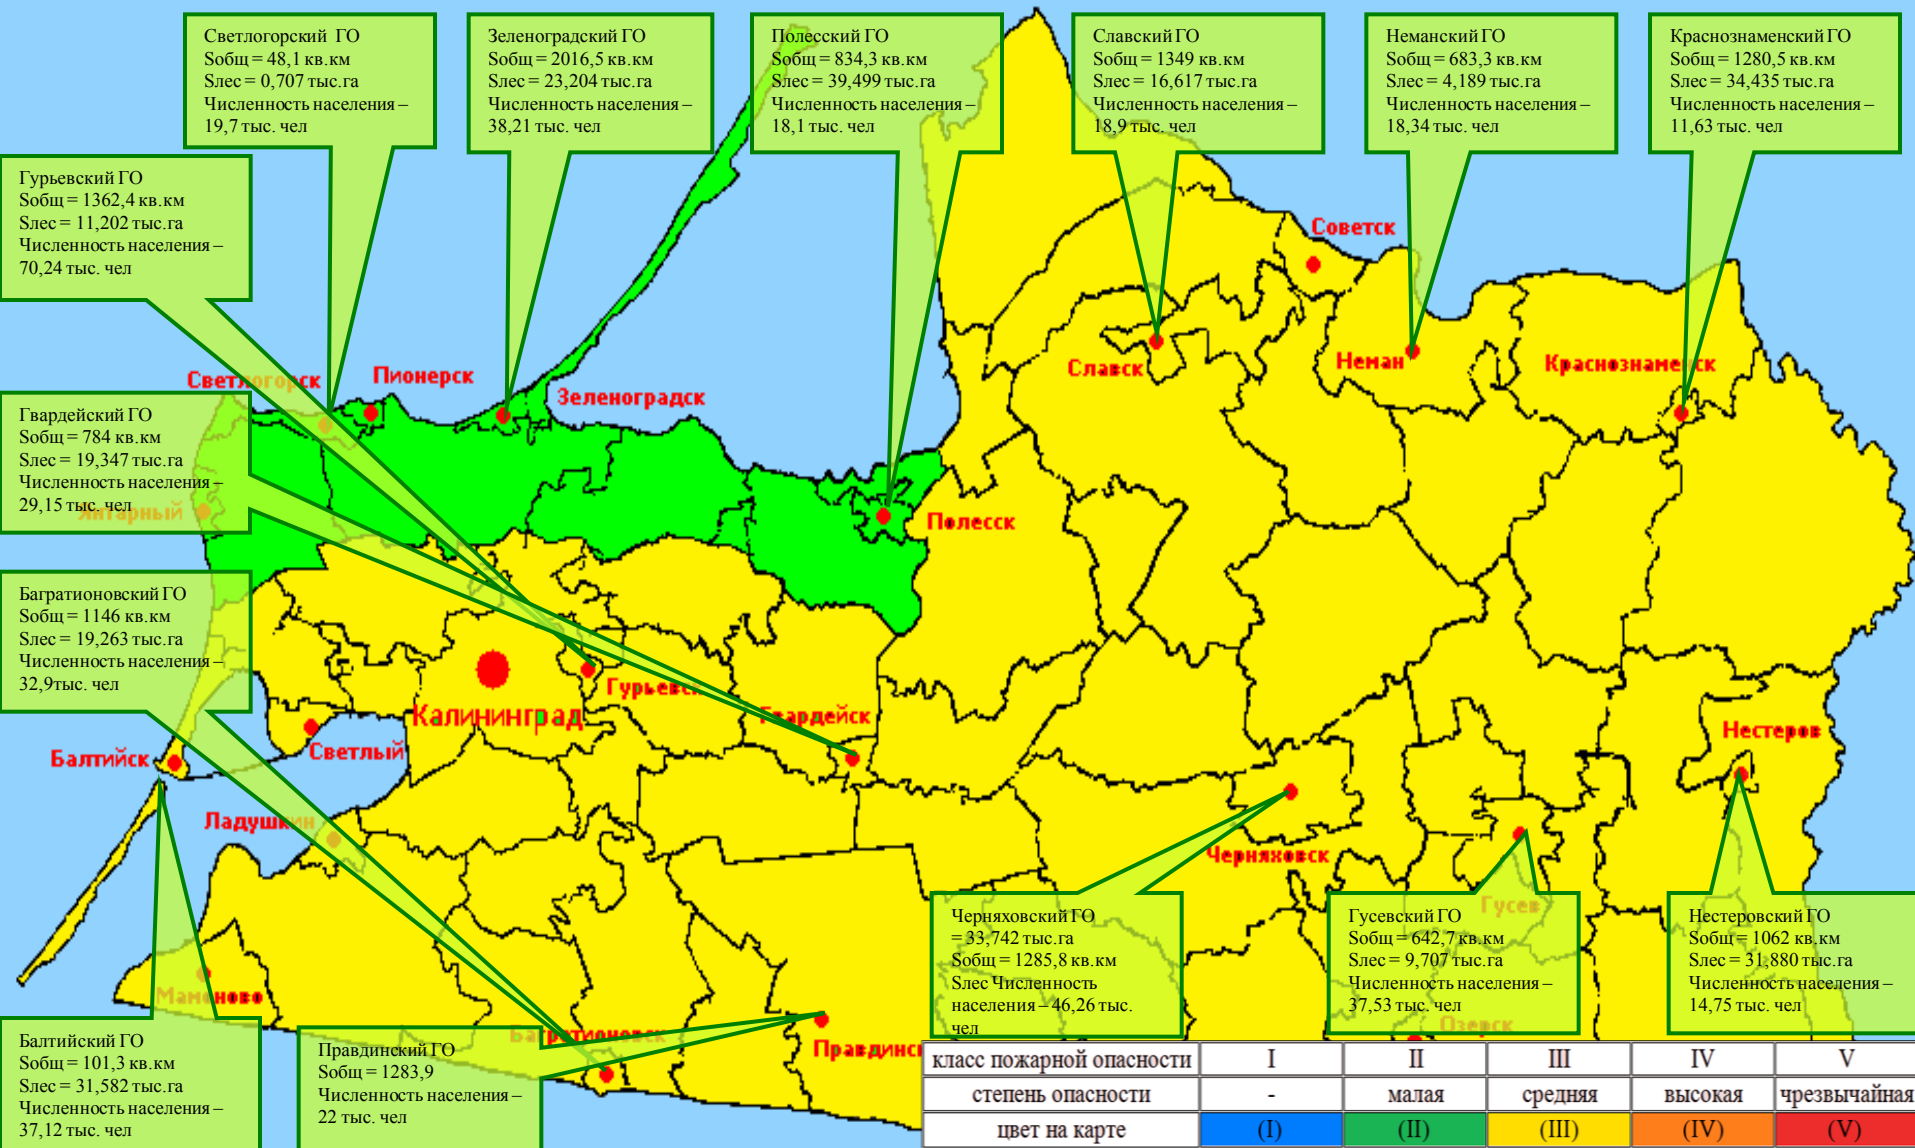 Светлогорский ГО
Sобщ = 48,1 кв.км
Sлес = 0,707 тыс.га
Численность населения –
19,7 тыс. чел
Зеленоградский ГО
Sобщ = 2016,5 кв.км
Sлес = 23,204 тыс.га
Численность населения –
38,21 тыс. чел
Полесский ГО
Sобщ = 834,3 кв.км
Sлес = 39,499 тыс.га
Численность населения –
18,1 тыс. чел
Славский ГО
Sобщ = 1349 кв.км
Sлес = 16,617 тыс.га
Численность населения –
18,9 тыс. чел
Неманский ГО
Sобщ = 683,3 кв.км
Sлес = 4,189 тыс.га
Численность населения –
18,34 тыс. чел
Краснознаменский ГО
Sобщ = 1280,5 кв.км
Sлес = 34,435 тыс.га
Численность населения –
11,63 тыс. чел
Гурьевский ГО
Sобщ = 1362,4 кв.км
Sлес = 11,202 тыс.га
Численность населения –
70,24 тыс. чел
Советск
Славск
Неман
Краснознаменск
Светлогорск
Пионерск
Зеленоградск
Гвардейский ГО
Sобщ = 784 кв.км
Sлес = 19,347 тыс.га
Численность населения –
29,15 тыс. чел
Янтарный
Полесск
Багратионовский ГО
Sобщ = 1146 кв.км
Sлес = 19,263 тыс.га
Численность населения –
32,9тыс. чел
Гурьевск
Калининград
Гвардейск
Нестеров
Балтийск
Светлый
Ладушкин
Черняховск
Гусев
Мамоново
Багратионовск
Правдинск
Озерск
Черняховский ГО
= 33,742 тыс.га
Sобщ = 1285,8 кв.км
Sлес Численность
населения – 46,26 тыс.
чел
Гусевский ГО
Sобщ = 642,7 кв.км
Sлес = 9,707 тыс.га
Численность населения –
37,53 тыс. чел
Нестеровский ГО
Sобщ = 1062 кв.км
Sлес = 31,880 тыс.га
Численность населения –
14,75 тыс. чел
Балтийский ГО
Sобщ = 101,3 кв.км
Sлес = 31,582 тыс.га
Численность населения –
37,12 тыс. чел
Правдинский ГО
Sобщ = 1283,9
Численность населения –
22 тыс. чел
класс пожарной опасности I II III IV V
степень опасности - малая средняя высокая чрезвычайная
цвет на карте (I) (II) (III) (IV) (V)